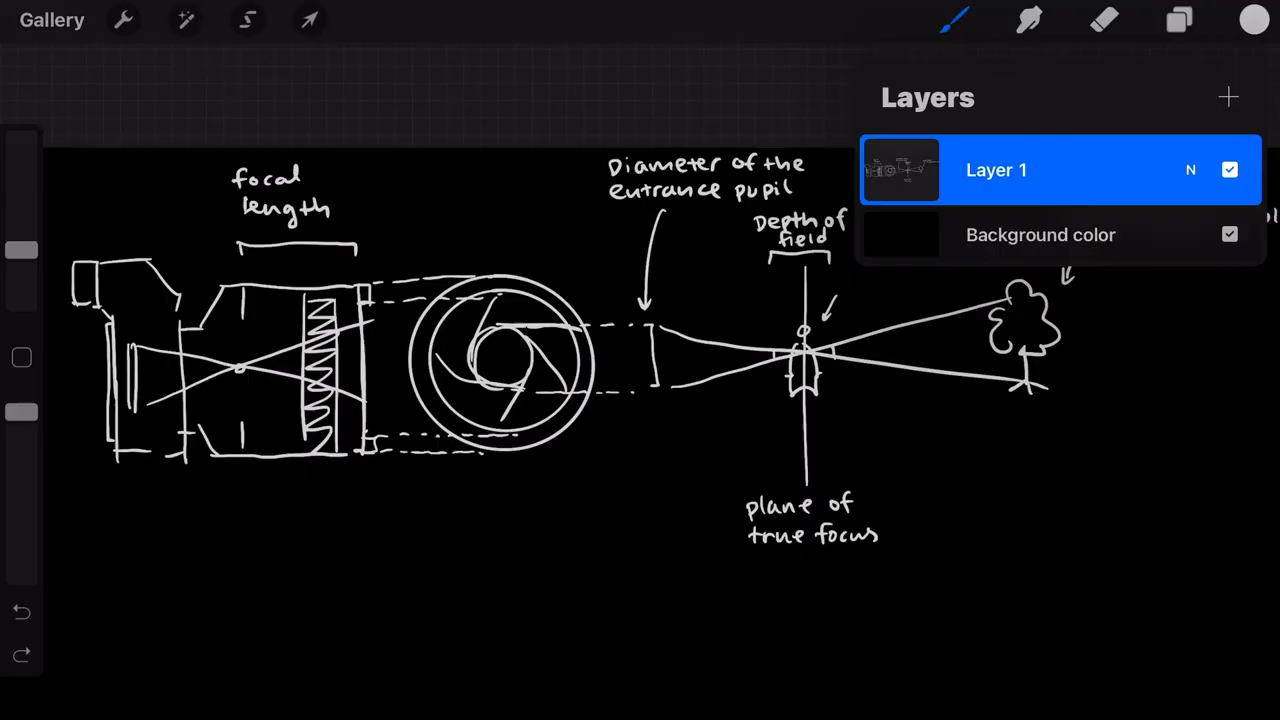 Gallery
Layers
Layer 1
N
Background color
focal
length
Diameter of the
entrance pupil
Depth of
field
plane of
true focus